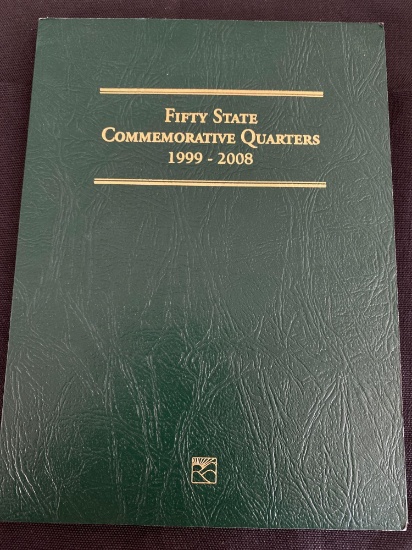 Fifty State
Commemorative Quarters
1999 - 2008